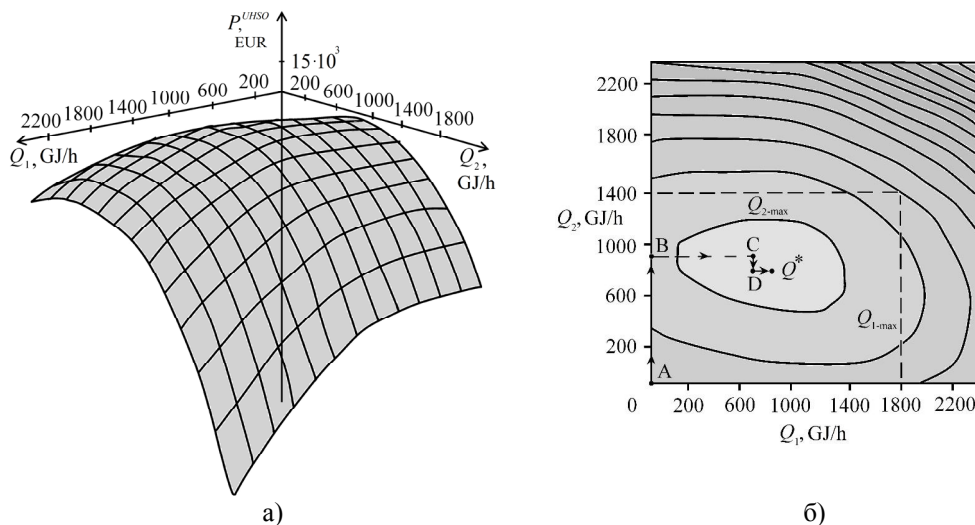 P, UHSO
EUR
15·10³
2200 1800 1400 1000 600 200
200 600 1000 1400 1800
Q₁, GJ/h
Q₂,
GJ/h
а)
2200
1800
1400
Q₂, GJ/h
1000
600
200
0 200 600 1000 1400 1800 2200
Q₁, GJ/h
Q₂₋max
B
C
D
Q*
Q₁₋max
A
б)